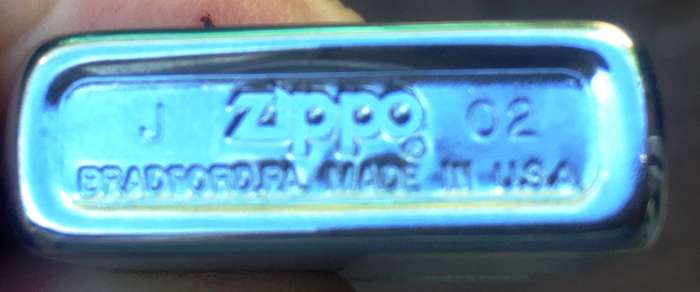 J zippo 02
BRADFORD, PA. MADE IN U.S.A.